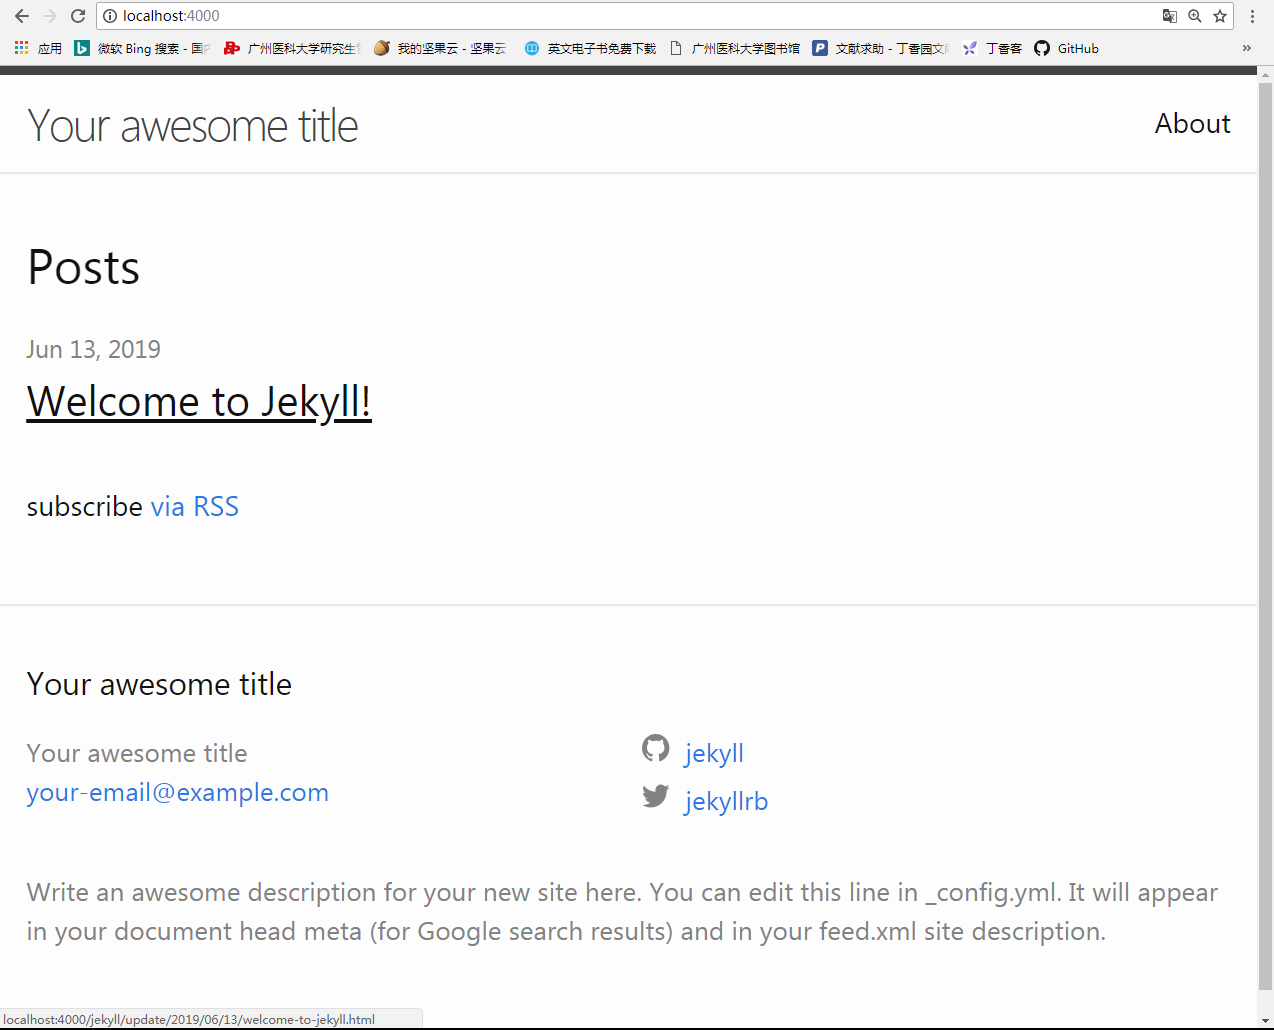 localhost:4000
应用 微软 Bing 搜索 - 国内 广州医科大学研究生 我的坚果云 - 坚果云 英文电子书免费下载 广州医科大学图书馆 文献求助 - 丁香园文 丁香客 GitHub »
Your awesome title About
Posts
Jun 13, 2019
Welcome to Jekyll!
subscribe via RSS
Your awesome title
Your awesome title
your-email@example.com
jekyll
jekyllrb
Write an awesome description for your new site here. You can edit this line in _config.yml. It will appear
in your document head meta (for Google search results) and in your feed.xml site description.
localhost:4000/jekyll/update/2019/06/13/welcome-to-jekyll.html